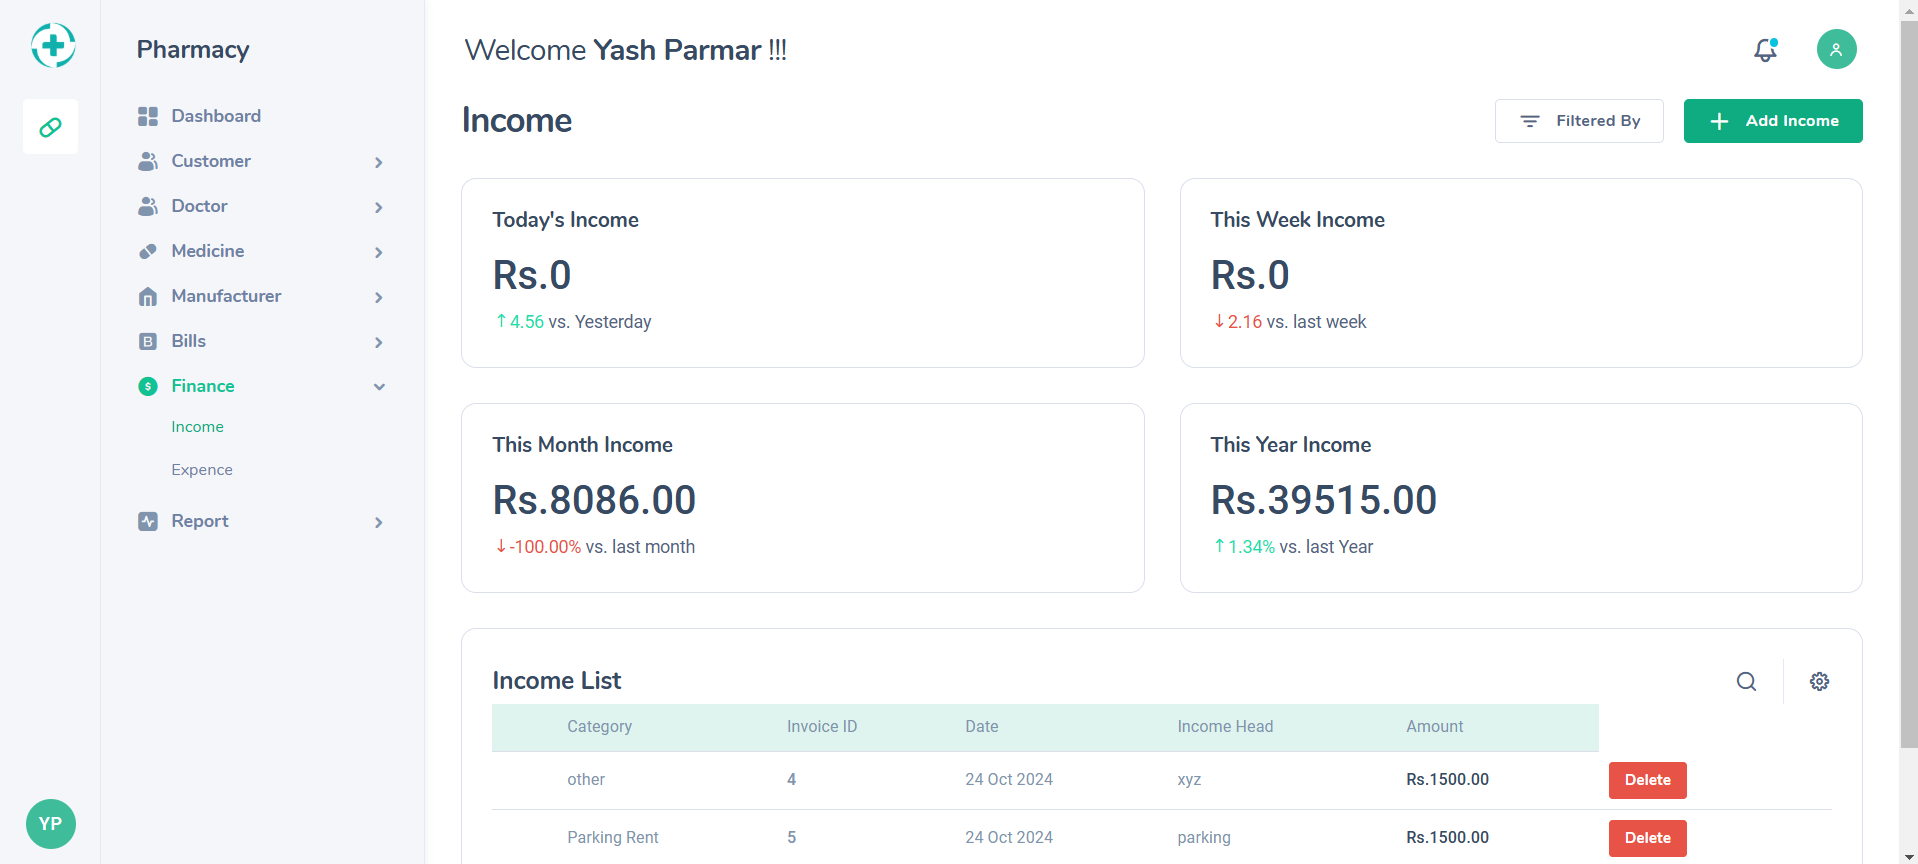 Pharmacy
Dashboard
Customer
Doctor
Medicine
Manufacturer
B Bills
$ Finance
Income
Expence
Report
YP
Welcome Yash Parmar !!!
Income
Filtered By
+ Add Income
Today's Income
Rs.0
↑4.56 vs. Yesterday
This Week Income
Rs.0
↓2.16 vs. last week
This Month Income
Rs.8086.00
↓-100.00% vs. last month
This Year Income
Rs.39515.00
↑1.34% vs. last Year
Income List
Category Invoice ID Date Income Head Amount
other 4 24 Oct 2024 xyz Rs.1500.00 Delete
Parking Rent 5 24 Oct 2024 parking Rs.1500.00 Delete